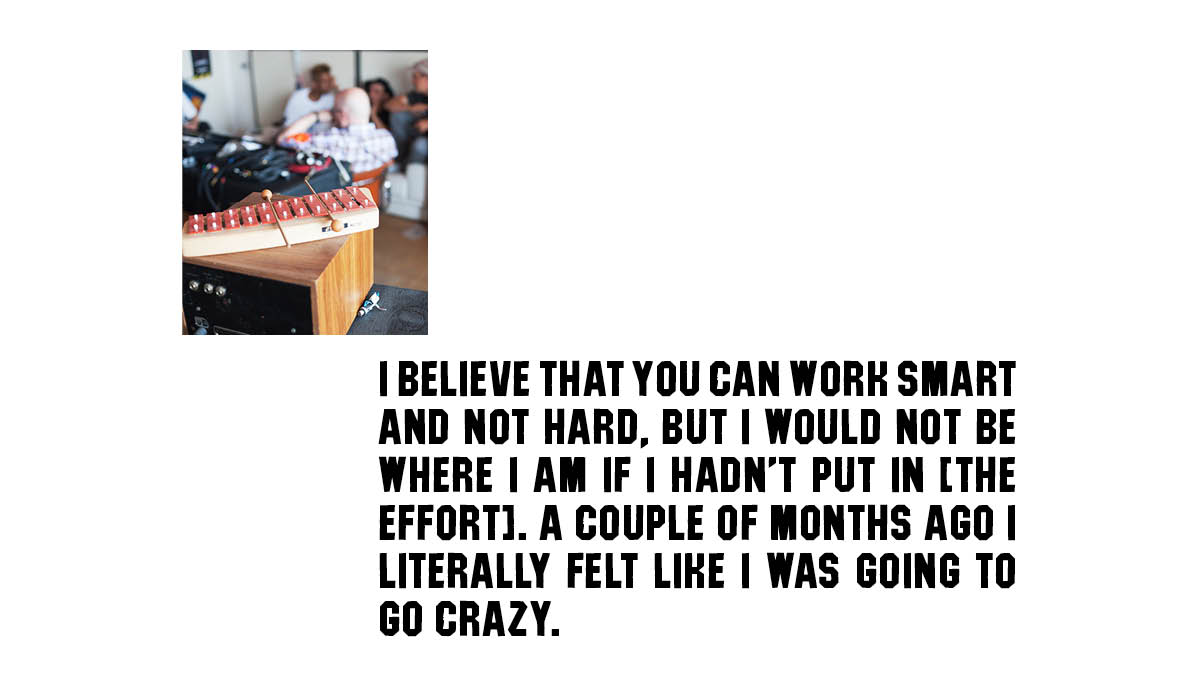 I BELIEVE THAT YOU CAN WORK SMART
AND NOT HARD, BUT I WOULD NOT BE
WHERE I AM IF I HADN'T PUT IN [THE
EFFORT]. A COUPLE OF MONTHS AGO I
LITERALLY FELT LIKE I WAS GOING TO
GO CRAZY.